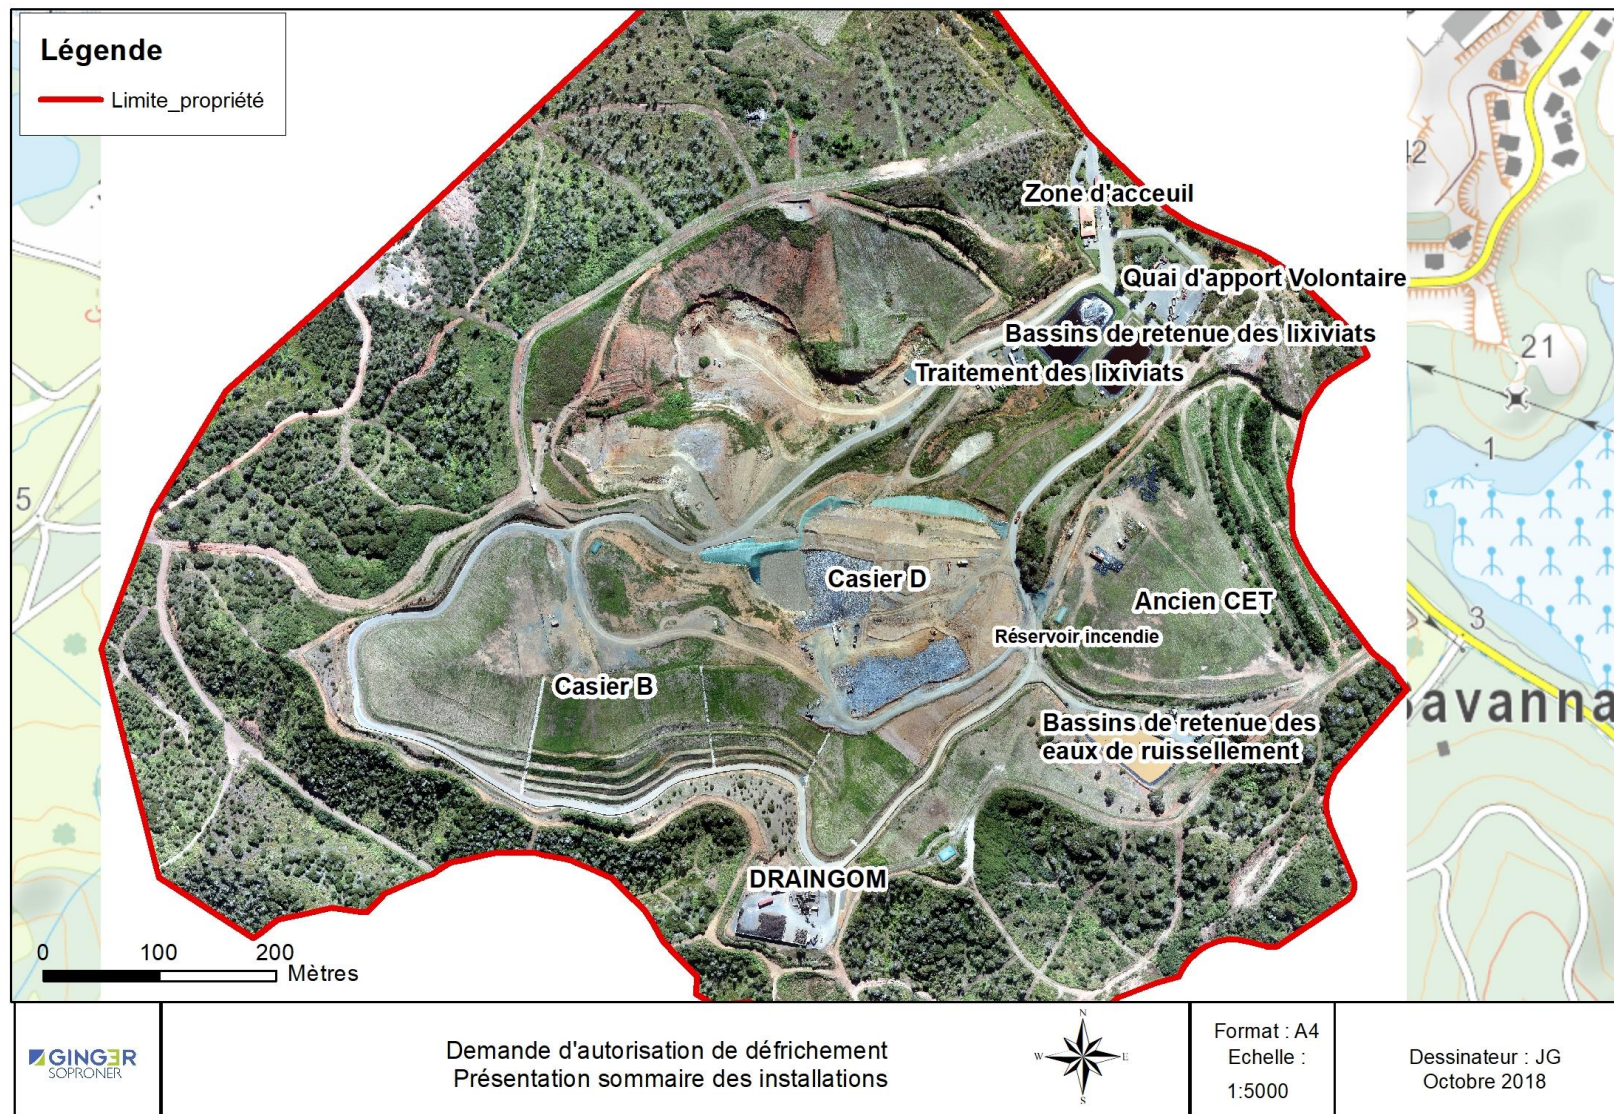 Légende
Limite_propriété
42
Zone d'acceuil
Quai d'apport Volontaire
Bassins de retenue des lixiviats
21
Traitement des lixiviats
1
5
Casier D
Ancien CET
3
Réservoir incendie
Casier B
avanna
Bassins de retenue des
eaux de ruissellement
DRAINGOM
0 100 200
Mètres
GINGER
SOPRONER
Demande d'autorisation de défrichement
Présentation sommaire des installations
N
W E
S
Format : A4
Echelle :
1:5000
Dessinateur : JG
Octobre 2018